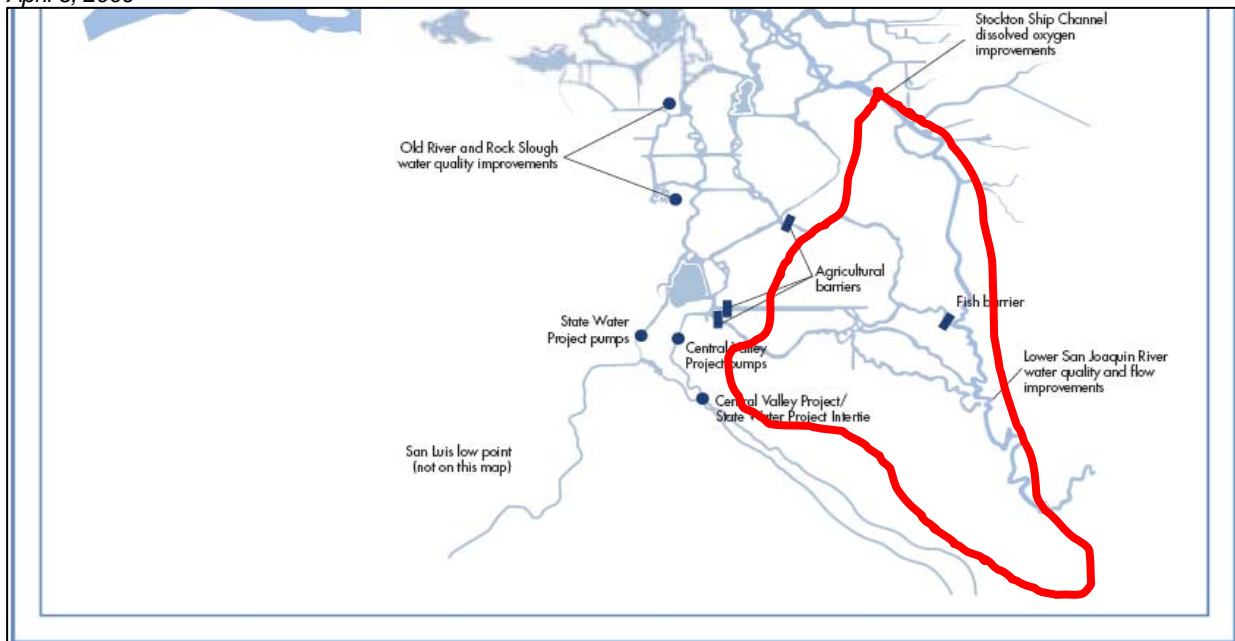 Stockton Ship Channel
dissolved oxygen
improvements
Old River and Rock Slough
water quality improvements
Agricultural
barriers
Fish barrier
State Water
Project pumps
Central Valley
Project pumps
Lower San Joaquin River
water quality and flow
improvements
Central Valley Project/
State Water Project Intertie
San Luis low point
(not on this map)